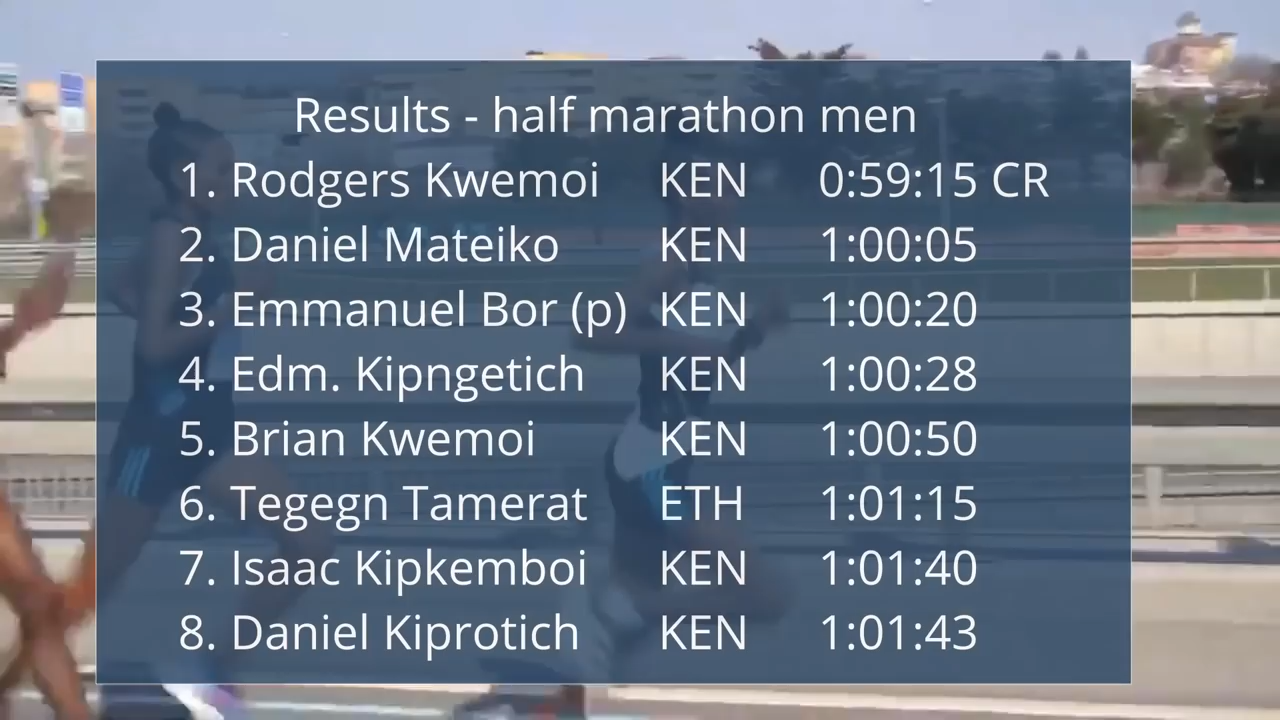 Results - half marathon men
1. Rodgers Kwemoi KEN 0:59:15 CR
2. Daniel Mateiko KEN 1:00:05
3. Emmanuel Bor (p) KEN 1:00:20
4. Edm. Kipngetich KEN 1:00:28
5. Brian Kwemoi KEN 1:00:50
6. Tegegn Tamerat ETH 1:01:15
7. Isaac Kipkemboi KEN 1:01:40
8. Daniel Kiprotich KEN 1:01:43